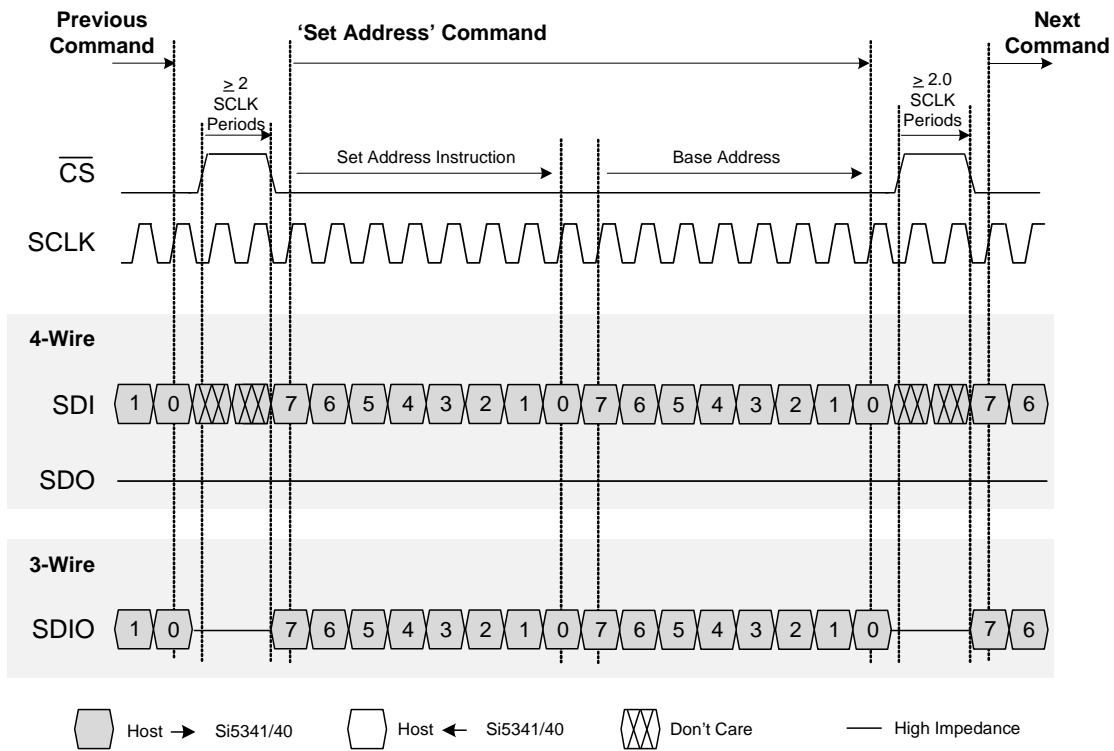 Previous
Command
'Set Address' Command
Next
Command
≥ 2
SCLK
Periods
≥ 2.0
SCLK
Periods
CS
Set Address Instruction
Base Address
SCLK
4-Wire
SDI 1 0 7 6 5 4 3 2 1 0 7 6 5 4 3 2 1 0 7 6
SDO
3-Wire
SDIO 1 0 7 6 5 4 3 2 1 0 7 6 5 4 3 2 1 0 7 6
Host → Si5341/40
Host ← Si5341/40
Don't Care
High Impedance